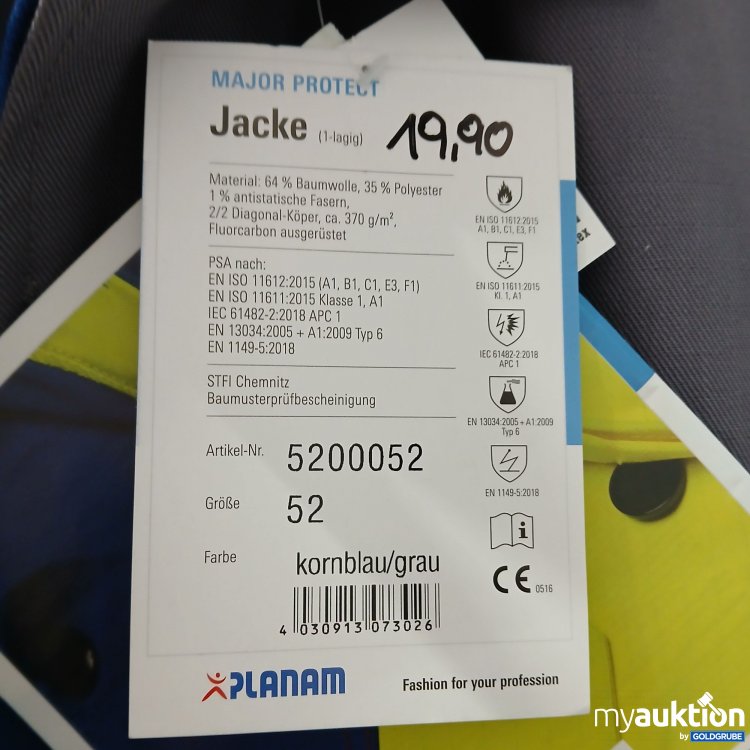 MAJOR PROTECT
Jacke (1-lagig) 19,90
Material: 64 % Baumwolle, 35 % Polyester
1 % antistatische Fasern,
2/2 Diagonal-Köper, ca. 370 g/m²,
Fluorcarbon ausgerüstet
PSA nach:
EN ISO 11612:2015 (A1, B1, C1, E3, F1)
EN ISO 11611:2015 Klasse 1, A1
IEC 61482-2:2018 APC 1
EN 13034:2005 + A1:2009 Typ 6
EN 1149-5:2018
STFI Chemnitz
Baumusterprüfbescheinigung
Artikel-Nr. 5200052
Größe 52
Farbe kornblau/grau
4 030913 073026
PLANAM
Fashion for your profession
EN ISO 11612:2015
A1, B1, C1, E3, F1
EN ISO 11611:2015
Kl. 1, A1
IEC 61482-2:2018
APC 1
EN 13034:2005 + A1:2009
Typ 6
EN 1149-5:2018
i
CE 0516
myauktion
by GOLDGRUBE